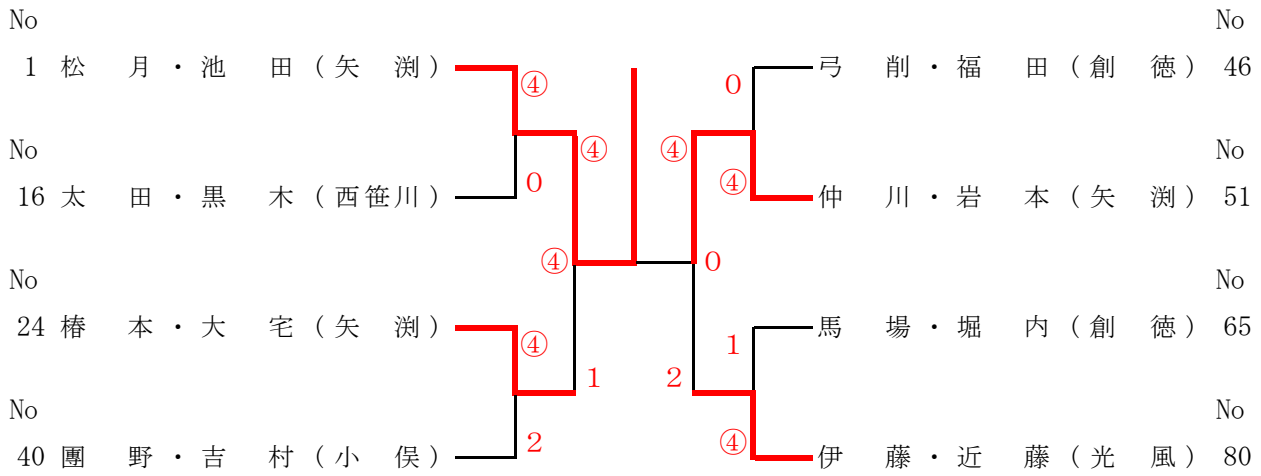 No No
1 松 月・池 田(矢 渕) ④ 0 弓 削・福 田(創 徳) 46
No ④ ④ No
16 太 田・黒 木(西笹川) 0 ④ 仲 川・岩 本(矢 渕) 51
No ④ 0 No
24 椿 本・大 宅(矢 渕) ④ 1 馬 場・堀 内(創 徳) 65
No 1 2 No
40 團 野・吉 村(小 俣) 2 ④ 伊 藤・近 藤(光 風) 80